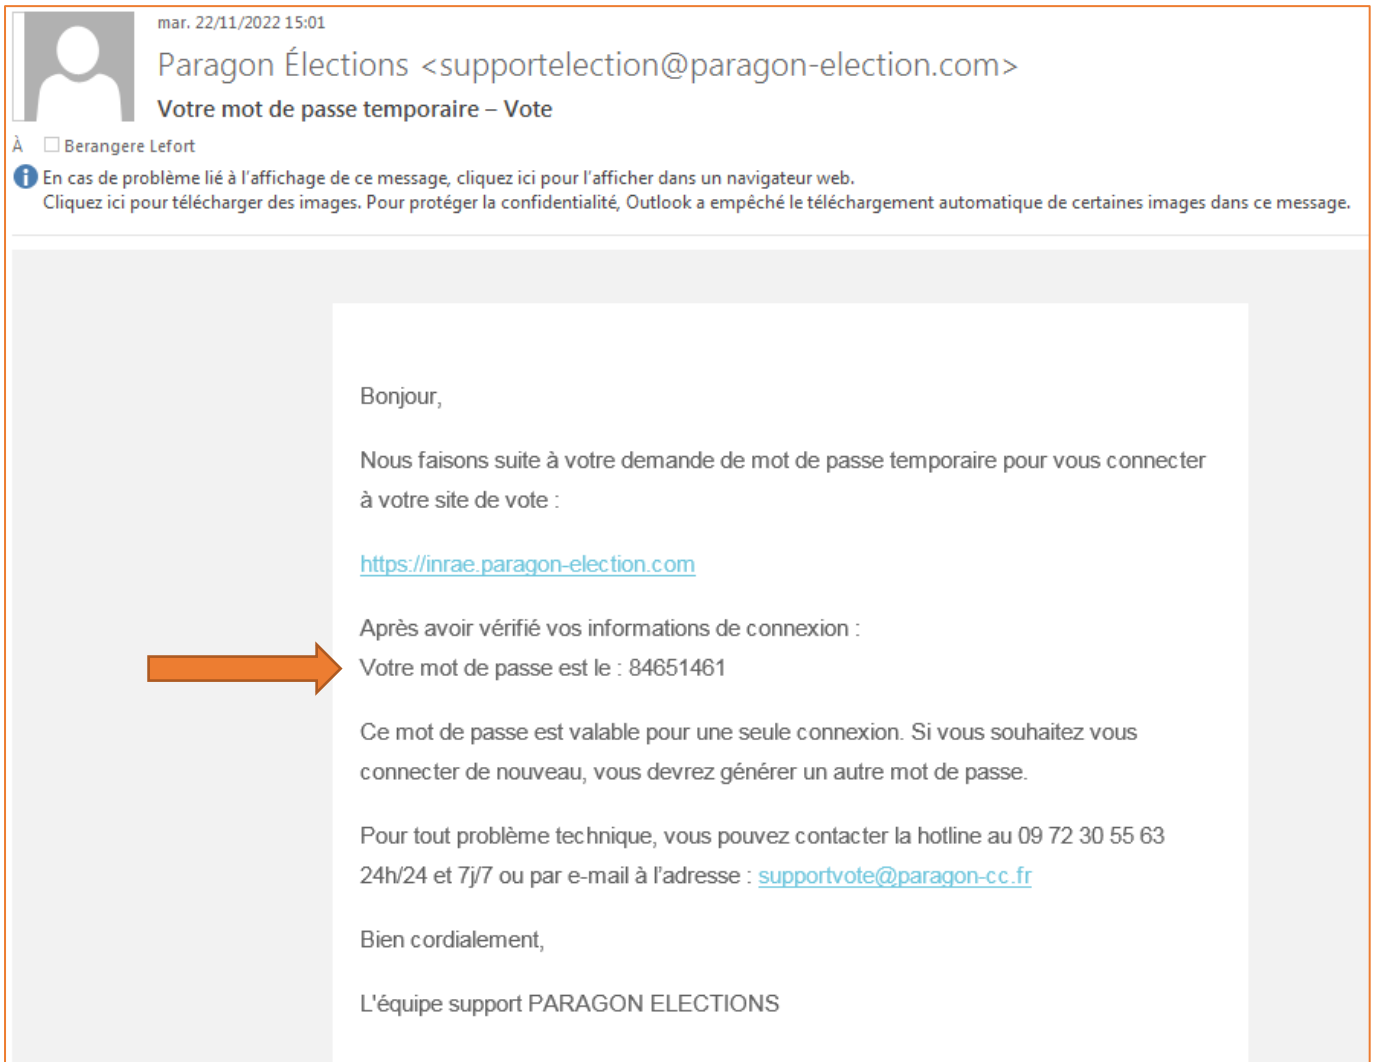 mar. 22/11/2022 15:01
Paragon Élections <supportelection@paragon-election.com>
Votre mot de passe temporaire – Vote
À Berangere Lefort
En cas de problème lié à l'affichage de ce message, cliquez ici pour l'afficher dans un navigateur web.
Cliquez ici pour télécharger des images. Pour protéger la confidentialité, Outlook a empêché le téléchargement automatique de certaines images dans ce message.
Bonjour,
Nous faisons suite à votre demande de mot de passe temporaire pour vous connecter
à votre site de vote :
https://inrae.paragon-election.com
Après avoir vérifié vos informations de connexion :
Votre mot de passe est le : 84651461
Ce mot de passe est valable pour une seule connexion. Si vous souhaitez vous
connecter de nouveau, vous devrez générer un autre mot de passe.
Pour tout problème technique, vous pouvez contacter la hotline au 09 72 30 55 63
24h/24 et 7j/7 ou par e-mail à l'adresse : supportvote@paragon-cc.fr
Bien cordialement,
L'équipe support PARAGON ELECTIONS